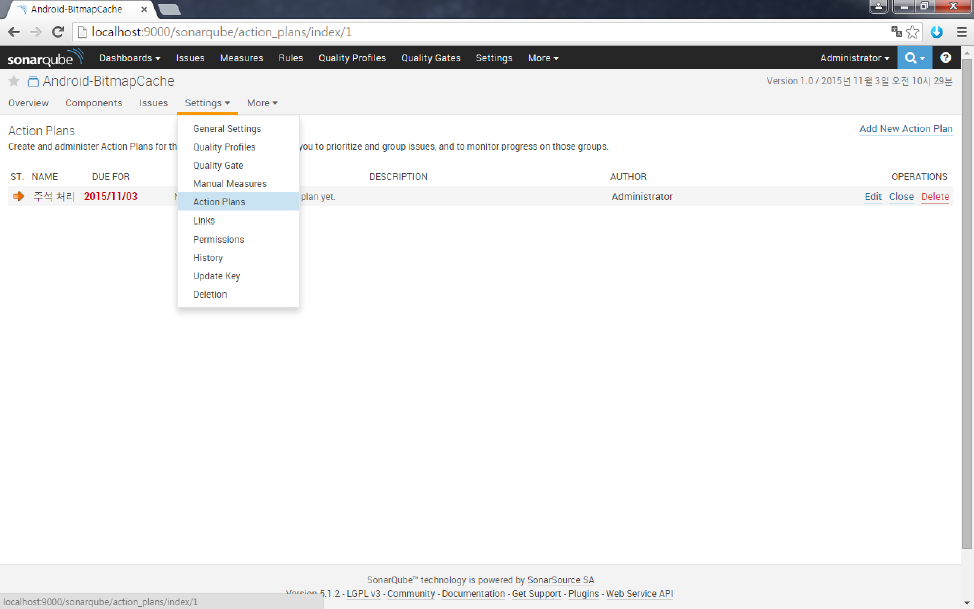 Android-BitmapCache
localhost:9000/sonarqube/action_plans/index/1
sonarqube Dashboards Issues Measures Rules Quality Profiles Quality Gates Settings More Administrator
Android-BitmapCache Version 1.0 / 2015년 11월 3일 오전 10시 29분
Overview Components Issues Settings More
Action Plans Add New Action Plan
Create and administer Action Plans for th you to prioritize and group issues, and to monitor progress on those groups.
General Settings
Quality Profiles
Quality Gate
Manual Measures
Action Plans
Links
Permissions
History
Update Key
Deletion
ST. NAME DUE FOR DESCRIPTION AUTHOR OPERATIONS
주석 처리 2015/11/03 plan yet. Administrator Edit Close Delete
SonarQube™ technology is powered by SonarSource SA
Version 5.1.2 - LGPL v3 - Community - Documentation - Get Support - Plugins - Web Service API
localhost:9000/sonarqube/action_plans/index/1